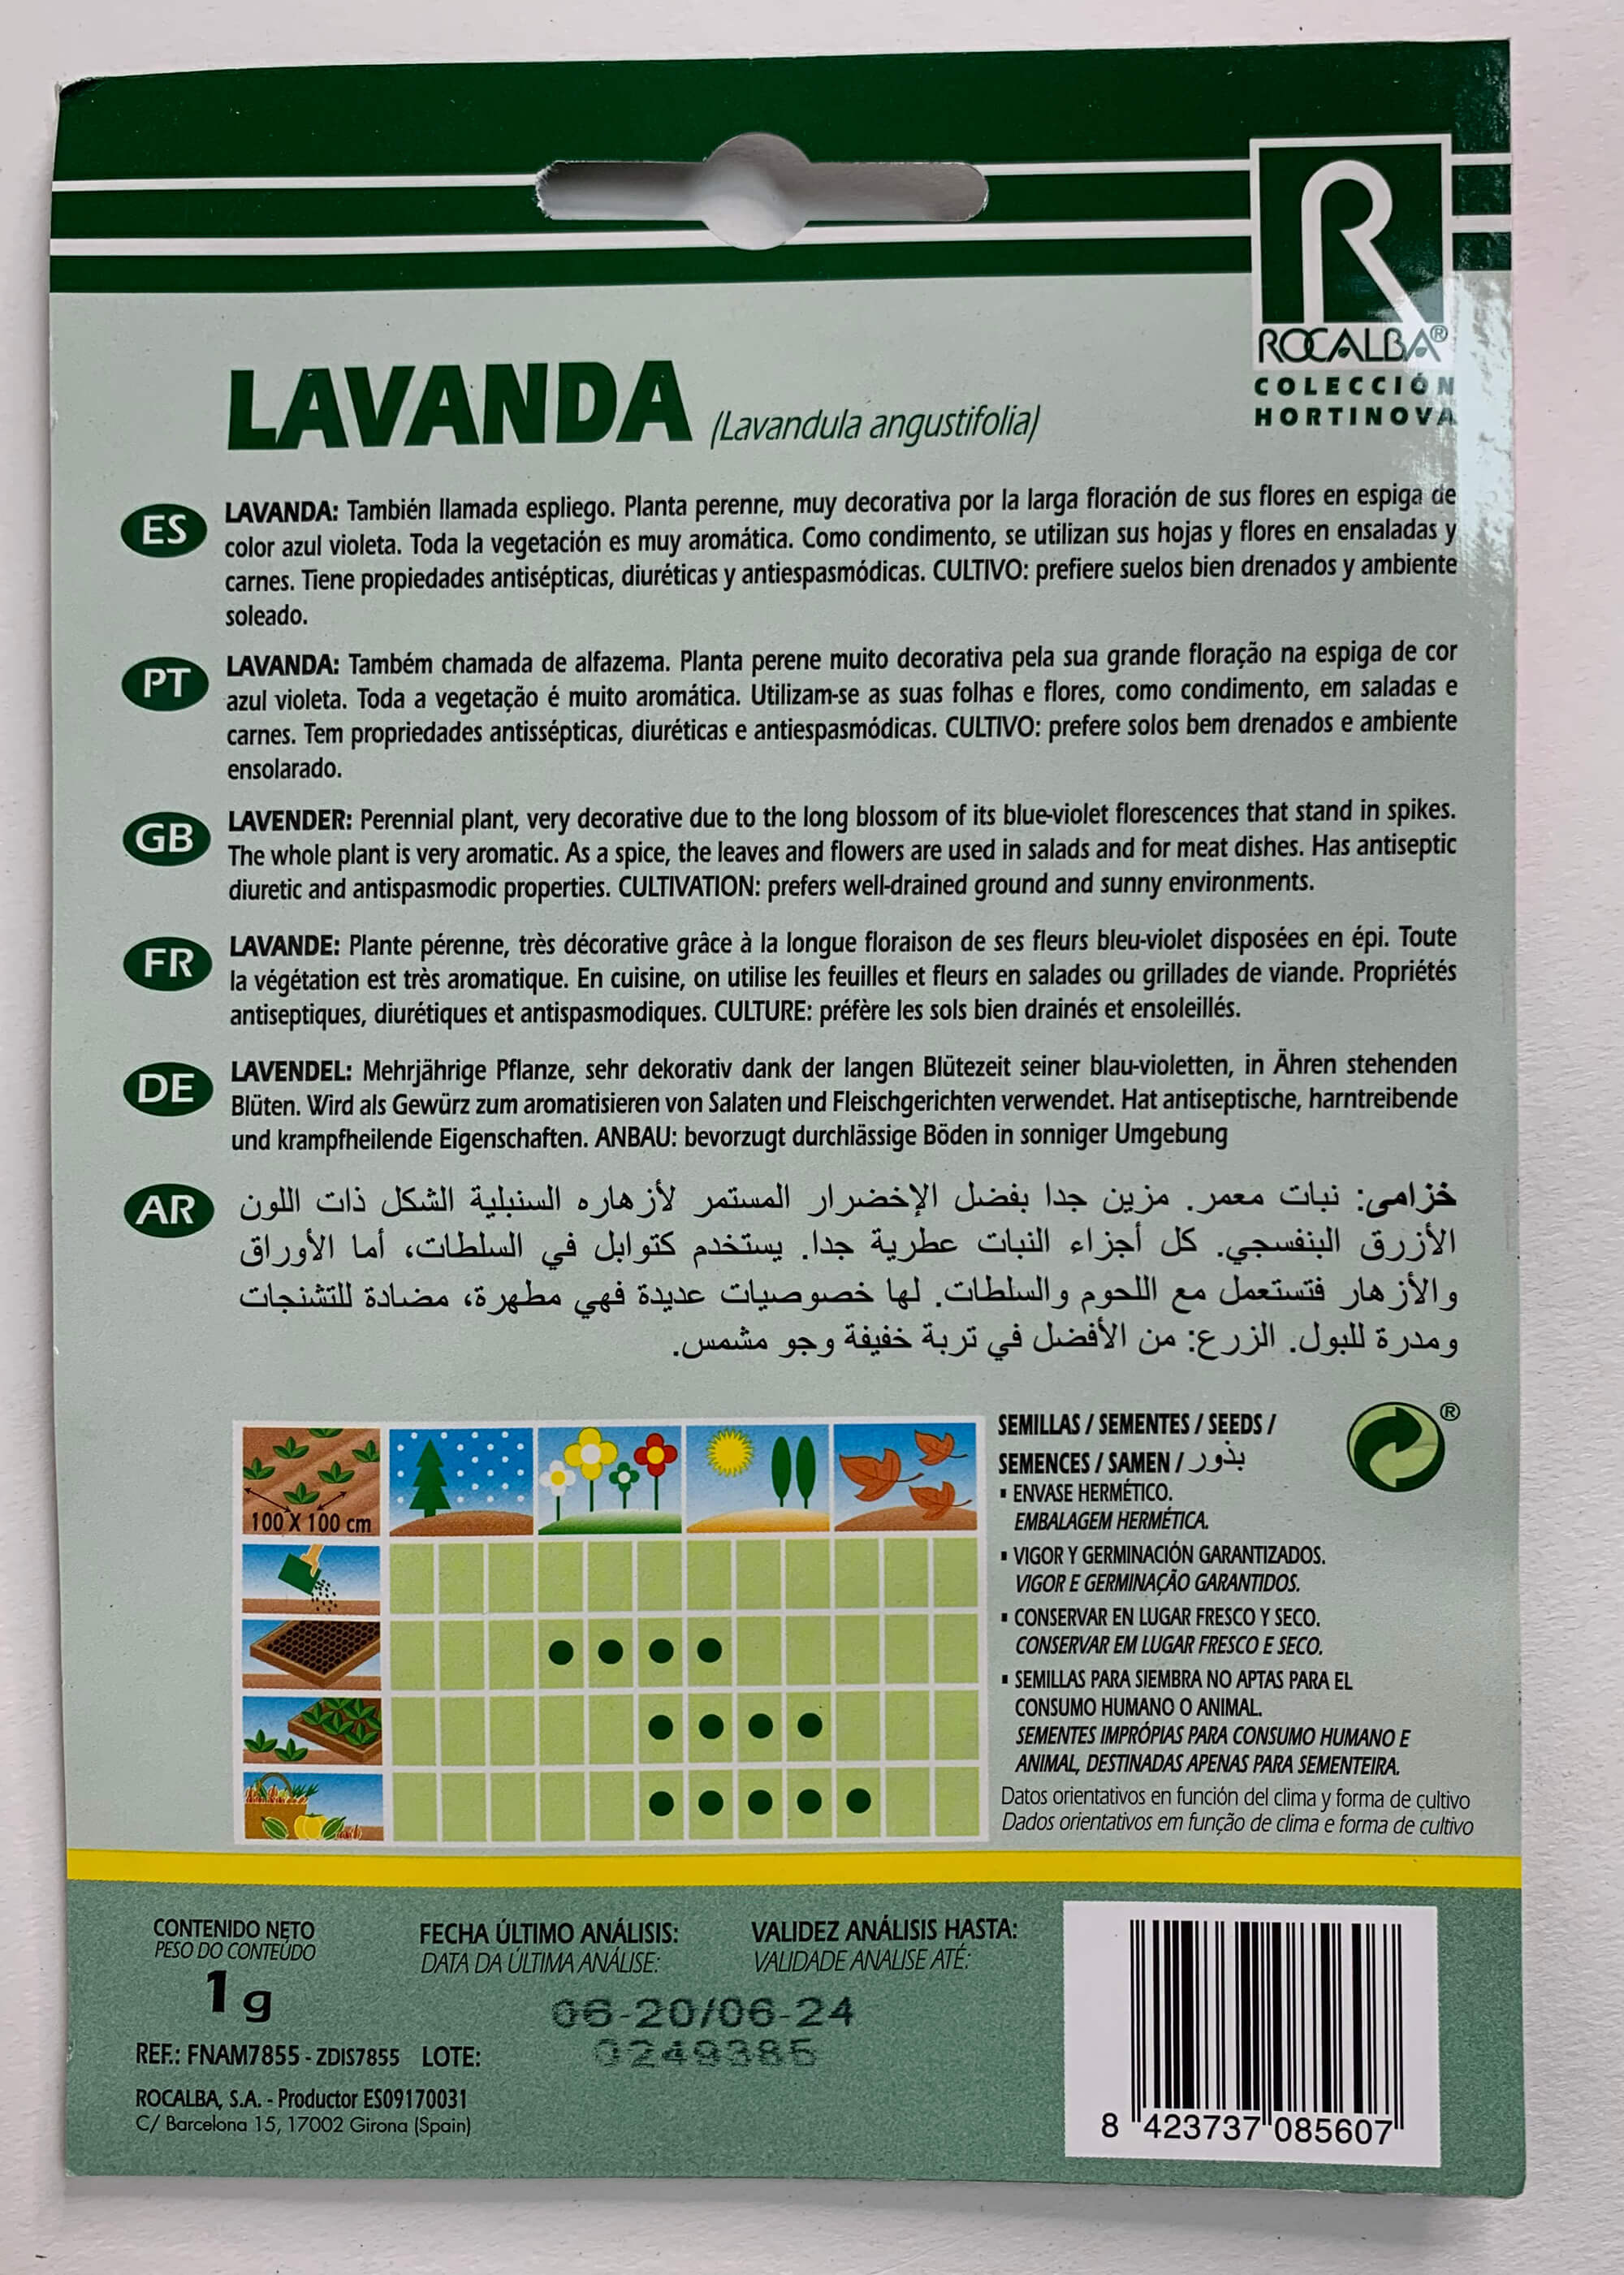 R
ROCALBA®
COLECCIÓN
HORTINOVA
LAVANDA (Lavandula angustifolia)
ES
LAVANDA: También llamada espliego. Planta perenne, muy decorativa por la larga floración de sus flores en espiga de
color azul violeta. Toda la vegetación es muy aromática. Como condimento, se utilizan sus hojas y flores en ensaladas y
carnes. Tiene propiedades antisépticas, diuréticas y antiespasmódicas. CULTIVO: prefiere suelos bien drenados y ambiente
soleado.
PT
LAVANDA: Também chamada de alfazema. Planta perene muito decorativa pela sua grande floração na espiga de cor
azul violeta. Toda a vegetação é muito aromática. Utilizam-se as suas folhas e flores, como condimento, em saladas e
carnes. Tem propriedades antissépticas, diuréticas e antiespasmódicas. CULTIVO: prefere solos bem drenados e ambiente
ensolarado.
GB
LAVENDER: Perennial plant, very decorative due to the long blossom of its blue-violet florescences that stand in spikes.
The whole plant is very aromatic. As a spice, the leaves and flowers are used in salads and for meat dishes. Has antiseptic
diuretic and antispasmodic properties. CULTIVATION: prefers well-drained ground and sunny environments.
FR
LAVANDE: Plante pérenne, très décorative grâce à la longue floraison de ses fleurs bleu-violet disposées en épi. Toute
la végétation est très aromatique. En cuisine, on utilise les feuilles et fleurs en salades ou grillades de viande. Propriétés
antiseptiques, diurétiques et antispasmodiques. CULTURE: préfère les sols bien drainés et ensoleillés.
DE
LAVENDEL: Mehrjährige Pflanze, sehr dekorativ dank der langen Blütezeit seiner blau-violetten, in Ähren stehenden
Blüten. Wird als Gewürz zum aromatisieren von Salaten und Fleischgerichten verwendet. Hat antiseptische, harntreibende
und krampfheilende Eigenschaften. ANBAU: bevorzugt durchlässige Böden in sonniger Umgebung
AR
خزامى: نبات معمر. مزين جدا بفضل الإخضرار المستمر لأزهاره السنبلية الشكل ذات اللون
الأزرق البنفسجي. كل أجزاء النبات عطرية جدا. يستخدم كتوابل في السلطات، أما الأوراق
والأزهار فتستعمل مع اللحوم والسلطات. لها خصوصيات عديدة فهي مطهرة، مضادة للتشنجات
ومدرة للبول. الزرع: من الأفضل في تربة خفيفة وجو مشمس.
100 X 100 cm
SEMILLAS / SEMENTES / SEEDS /
SEMENCES / SAMEN / بذور
®
▪ ENVASE HERMÉTICO.
EMBALAGEM HERMÉTICA.
▪ VIGOR Y GERMINACIÓN GARANTIZADOS.
VIGOR E GERMINAÇÃO GARANTIDOS.
▪ CONSERVAR EN LUGAR FRESCO Y SECO.
CONSERVAR EM LUGAR FRESCO E SECO.
▪ SEMILLAS PARA SIEMBRA NO APTAS PARA EL
CONSUMO HUMANO O ANIMAL.
SEMENTES IMPRÓPIAS PARA CONSUMO HUMANO E
ANIMAL, DESTINADAS APENAS PARA SEMENTEIRA.
Datos orientativos en función del clima y forma de cultivo
Dados orientativos em função de clima e forma de cultivo
CONTENIDO NETO
PESO DO CONTEÚDO
1 g
FECHA ÚLTIMO ANÁLISIS:
DATA DA ÚLTIMA ANÁLISE:
VALIDEZ ANÁLISIS HASTA:
VALIDADE ANALISE ATÉ:
06-20/06-24
0249385
REF.: FNAM7855 - ZDIS7855 LOTE:
ROCALBA, S.A. - Productor ES09170031
C/ Barcelona 15, 17002 Girona (Spain)
8 423737 085607